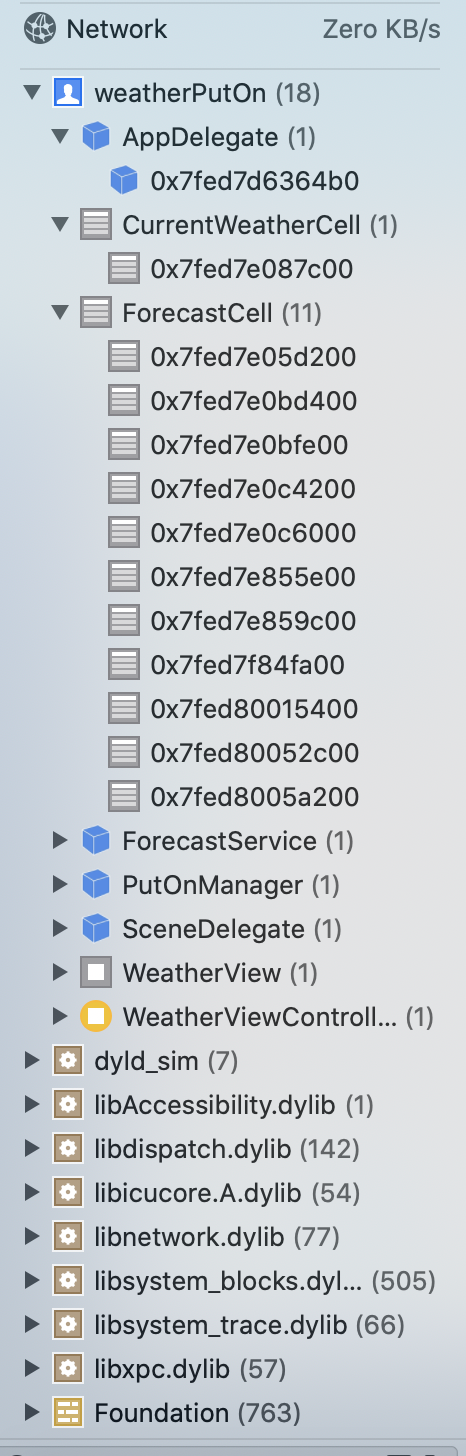 Network Zero KB/s
weatherPutOn (18)
AppDelegate (1)
0x7fed7d6364b0
CurrentWeatherCell (1)
0x7fed7e087c00
ForecastCell (11)
0x7fed7e05d200
0x7fed7e0bd400
0x7fed7e0bfe00
0x7fed7e0c4200
0x7fed7e0c6000
0x7fed7e855e00
0x7fed7e859c00
0x7fed7f84fa00
0x7fed80015400
0x7fed80052c00
0x7fed8005a200
ForecastService (1)
PutOnManager (1)
SceneDelegate (1)
WeatherView (1)
WeatherViewControll... (1)
dyld_sim (7)
libAccessibility.dylib (1)
libdispatch.dylib (142)
libicucore.A.dylib (54)
libnetwork.dylib (77)
libsystem_blocks.dyl... (505)
libsystem_trace.dylib (66)
libxpc.dylib (57)
Foundation (763)